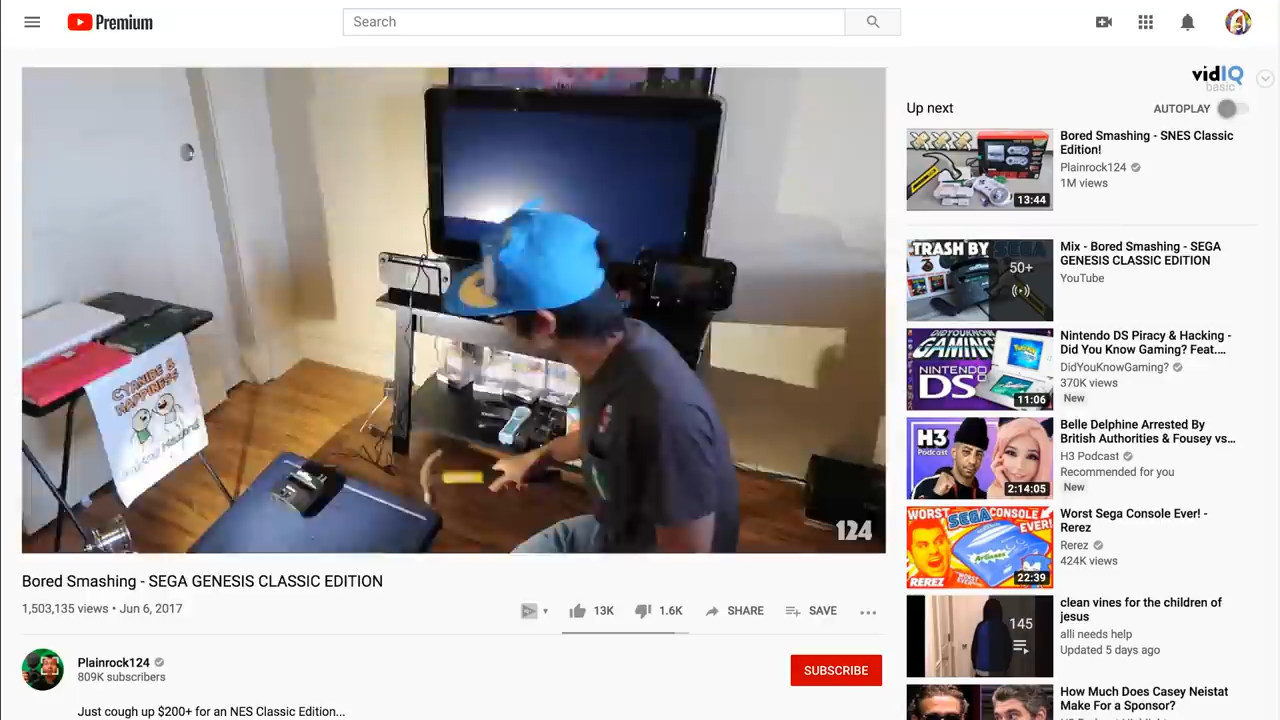 Premium
Search
vidIQ
basic
Up next
AUTOPLAY
Bored Smashing - SNES Classic
Edition!
Plainrock124
1M views
13:44
TRASH BY SEGA
50+
Mix - Bored Smashing - SEGA
GENESIS CLASSIC EDITION
YouTube
DIDYOUKNOW
GAMING
NINTENDO
DS
11:06
Nintendo DS Piracy & Hacking -
Did You Know Gaming? Feat....
DidYouKnowGaming?
370K views
New
H3
Podcast
2:14:05
Belle Delphine Arrested By
British Authorities & Fousey vs...
H3 Podcast
Recommended for you
New
WORST SEGA CONSOLE EVER!
REREZ
22:39
Worst Sega Console Ever! -
Rerez
Rerez
424K views
145
clean vines for the children of
jesus
alli needs help
Updated 5 days ago
How Much Does Casey Neistat
Make For a Sponsor?
CYANIDE &
HAPPINESS
124
Bored Smashing - SEGA GENESIS CLASSIC EDITION
1,503,135 views • Jun 6, 2017
13K
1.6K
SHARE
SAVE
Plainrock124
809K subscribers
SUBSCRIBE
Just cough up $200+ for an NES Classic Edition...